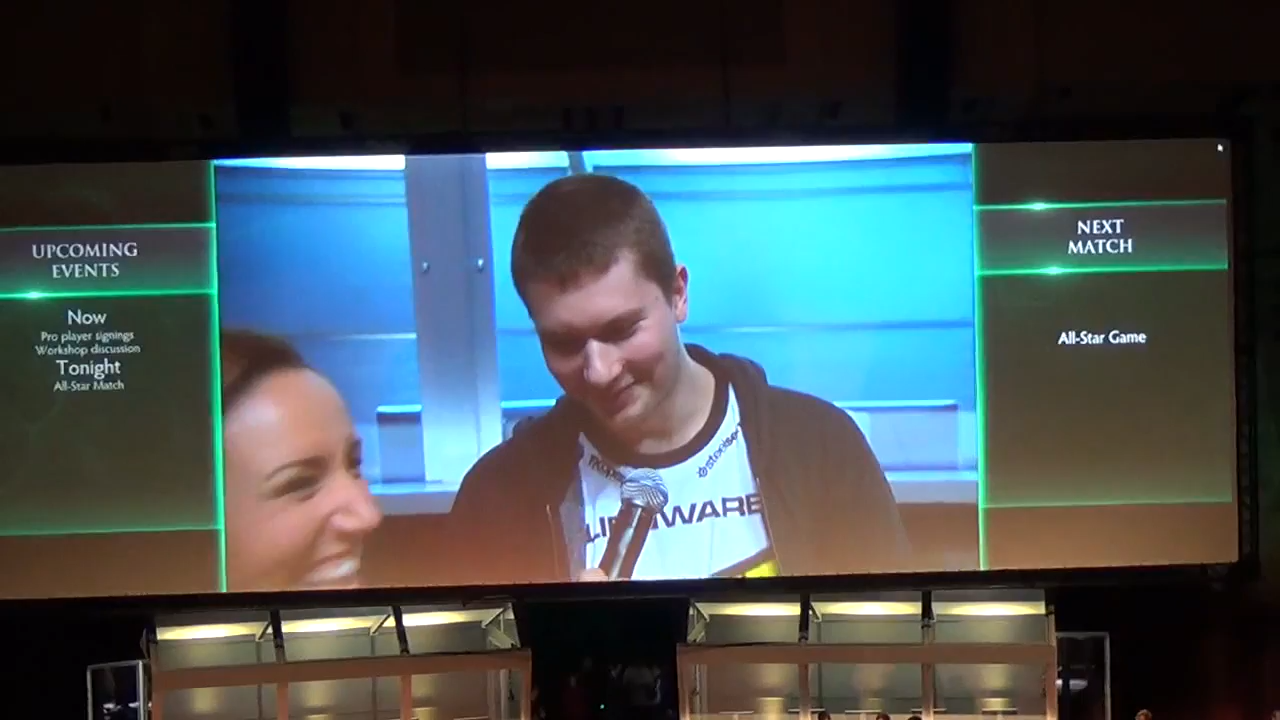 UPCOMING
EVENTS
Now
Pro player signings
Workshop discussion
Tonight
All-Star Match
NEXT
MATCH
All-Star Game